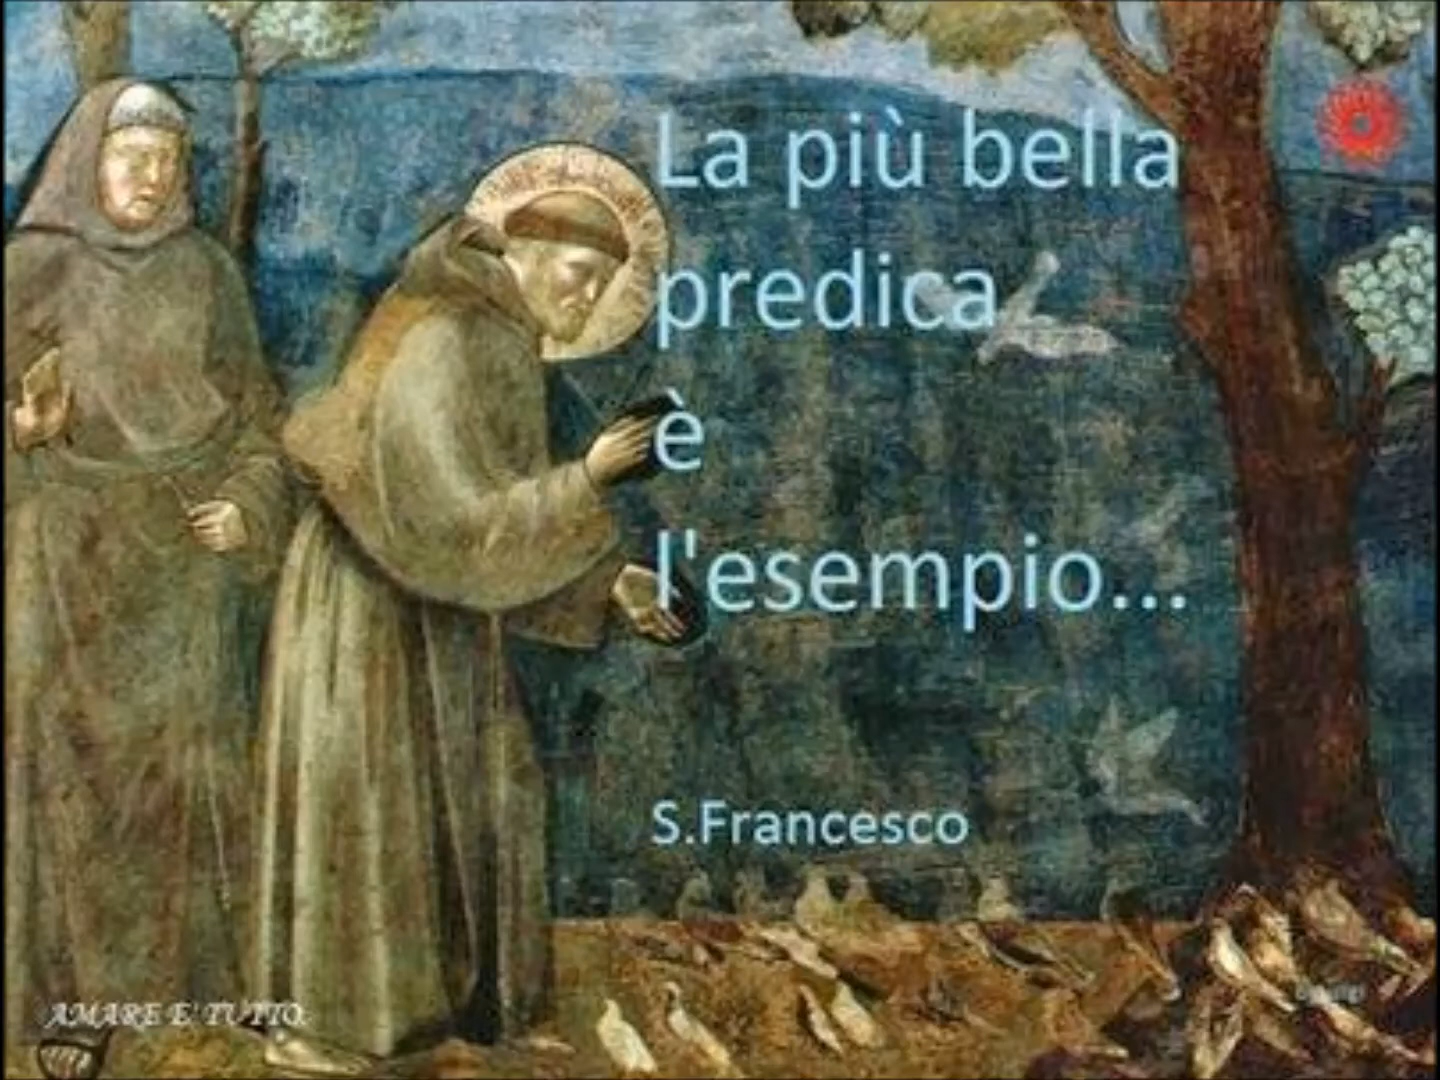 La più bella
predica
è
l'esempio...
S.Francesco
AMARE E' TUTTO.